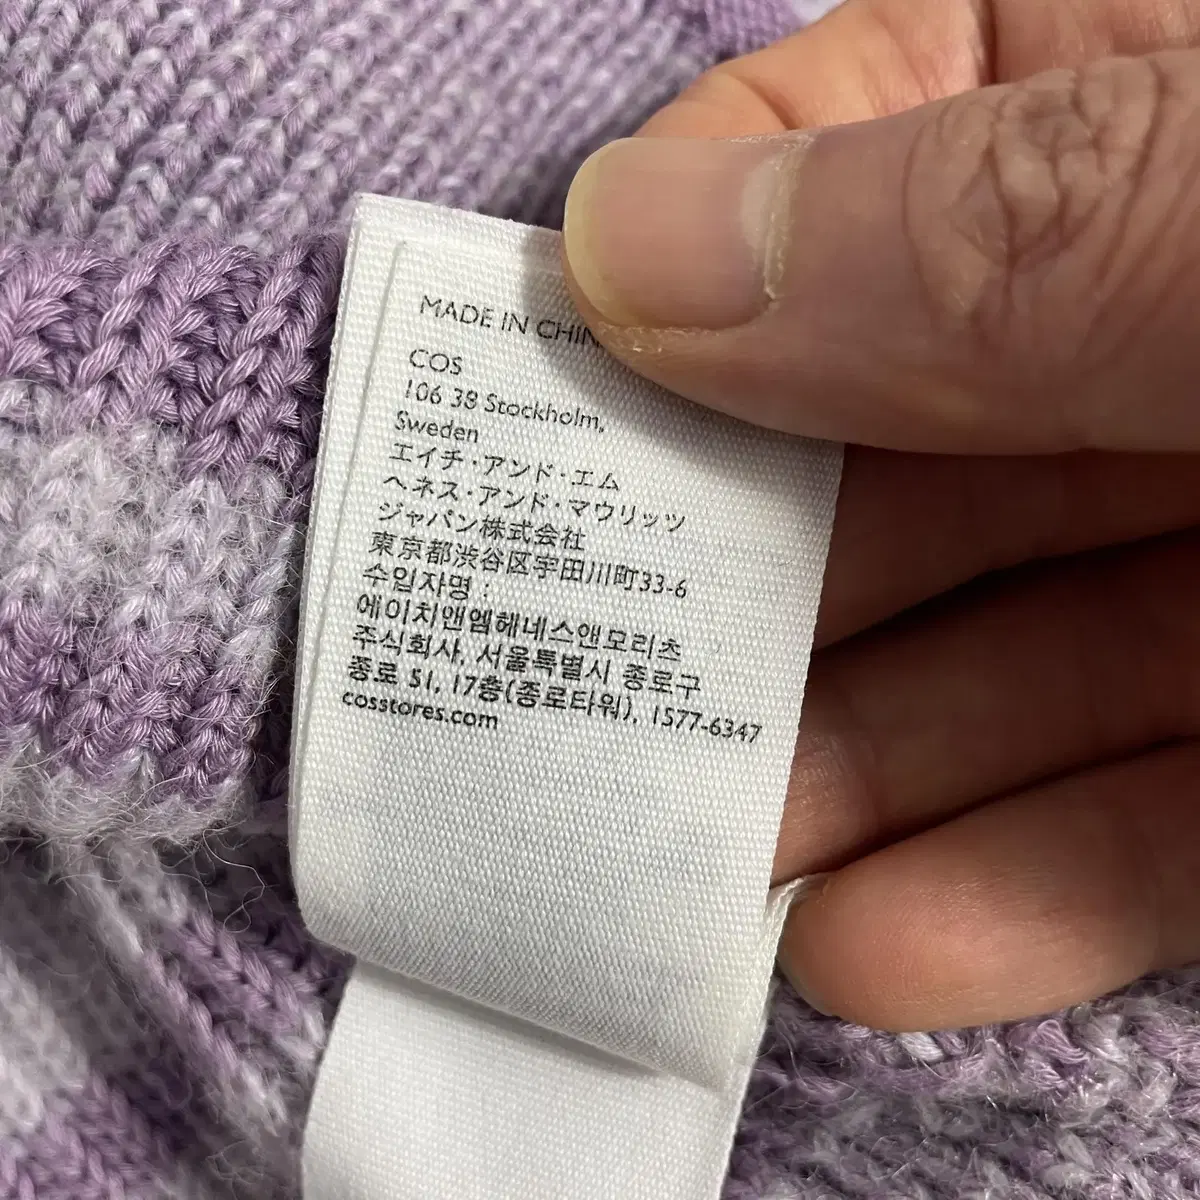 MADE IN CHIN
COS
106 38 Stockholm,
Sweden
エイチ·アンド·エム
ヘネス·アンド·マウリッツ
ジャパン株式会社
東京都渋谷区宇田川町33-6
수입자명 :
에이치앤엠헤네스앤모리츠
주식회사, 서울특별시 종로구
종로 51, 17층(종로타워), 1577-6347
cosstores.com